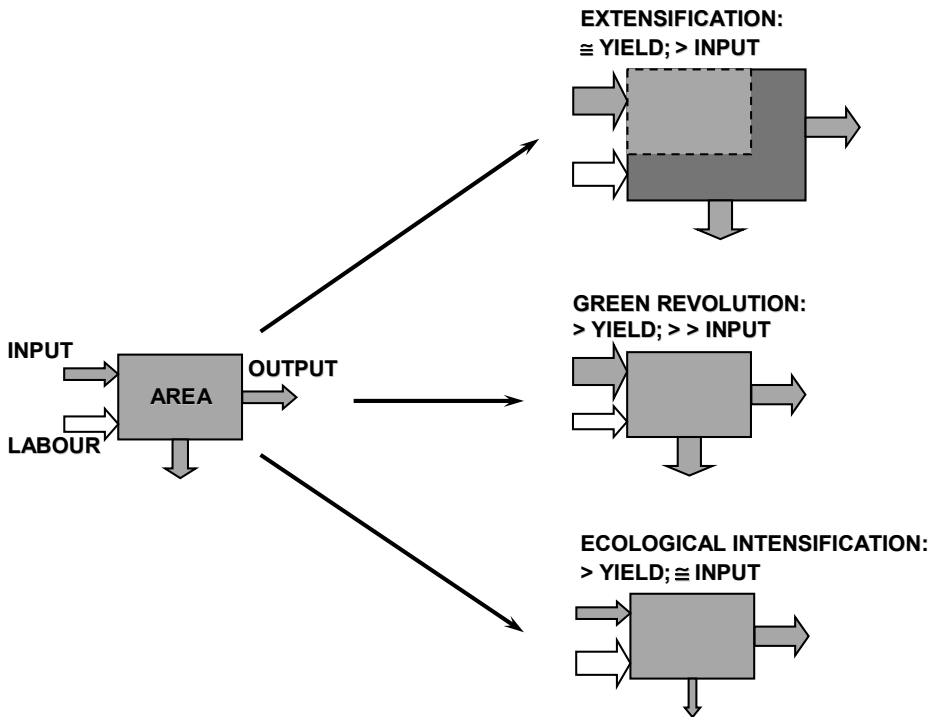 EXTENSIFICATION:
≅ YIELD; > INPUT
GREEN REVOLUTION:
> YIELD; > > INPUT
INPUT
OUTPUT
AREA
LABOUR
ECOLOGICAL INTENSIFICATION:
> YIELD; ≅ INPUT